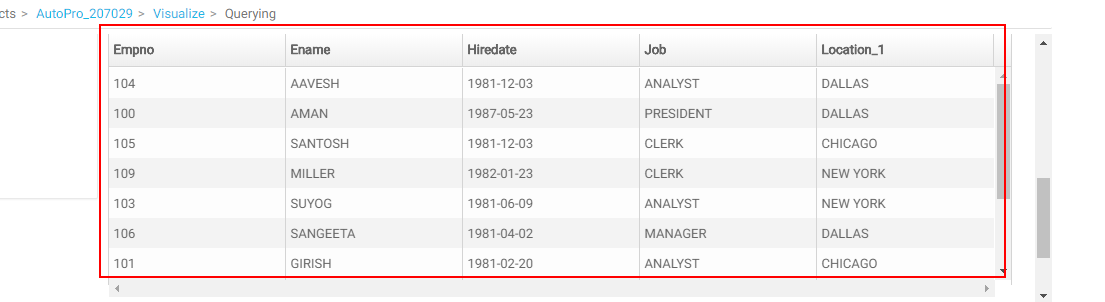 cts > AutoPro_207029 > Visualize > Querying
Empno Ename Hiredate Job Location_1
104 AAVESH 1981-12-03 ANALYST DALLAS
100 AMAN 1987-05-23 PRESIDENT DALLAS
105 SANTOSH 1981-12-03 CLERK CHICAGO
109 MILLER 1982-01-23 CLERK NEW YORK
103 SUYOG 1981-06-09 ANALYST NEW YORK
106 SANGEETA 1981-04-02 MANAGER DALLAS
101 GIRISH 1981-02-20 ANALYST CHICAGO